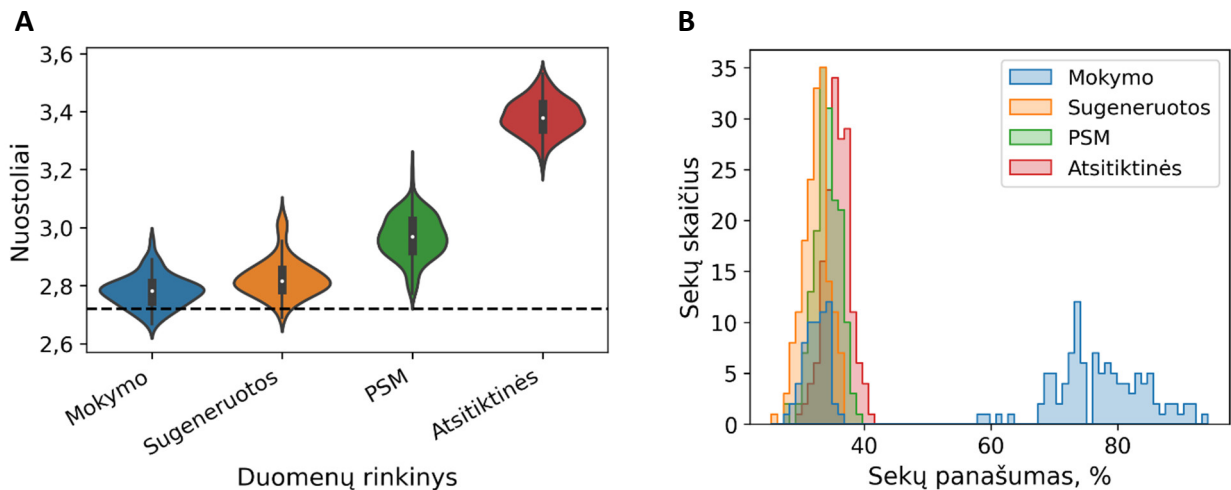 A
3,6
3,4
3,2
3,0
2,8
2,6
Nuostoliai
Mokymo
Sugeneruotos
PSM
Atsitiktinės
Duomenų rinkinys
B
35
30
25
20
15
10
5
0
Sekų skaičius
Mokymo
Sugeneruotos
PSM
Atsitiktinės
40
60
80
Sekų panašumas, %